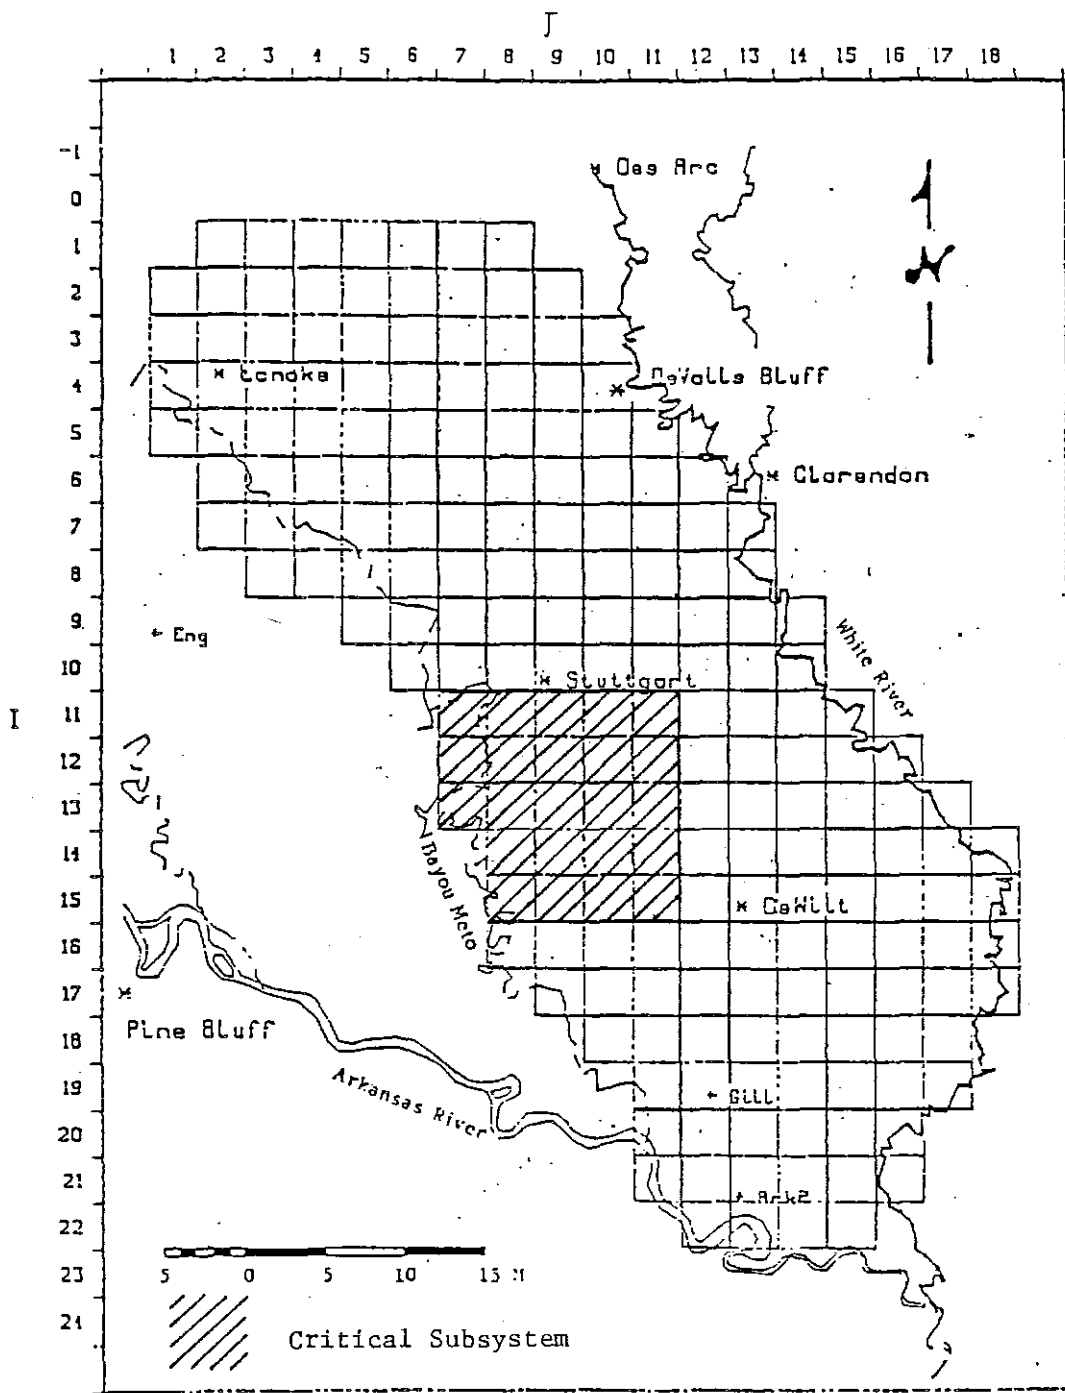 J
1 2 3 4 5 6 7 8 9 10 11 12 13 14 15 16 17 18
-1
Des Arc
0
1
2
3
Lonoke
DeValls Bluff
4
5
Clarendon
6
7
8
9
Eng
White River
10
Stuttgart
I
11
12
13
14
Bayou Meto
15
DeWitt
16
17
Pine Bluff
18
Arkansas River
19
Gill
20
21
Ark2
22
23
5 0 5 10 15 M
24
Critical Subsystem